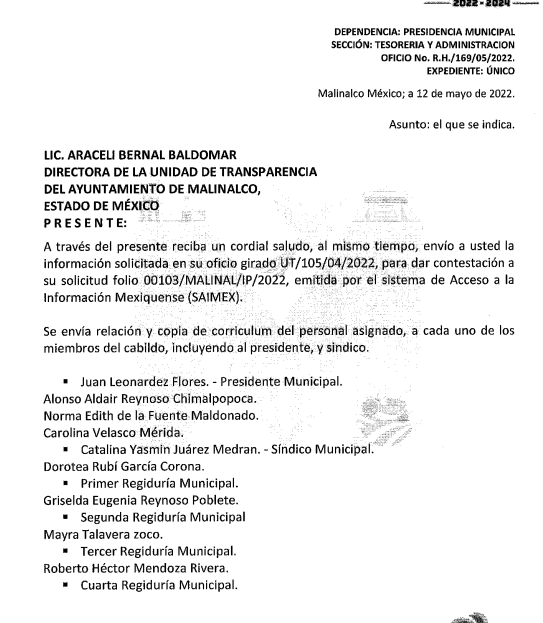 2022 - 2024
DEPENDENCIA: PRESIDENCIA MUNICIPAL
SECCIÓN: TESORERIA Y ADMINISTRACION
OFICIO No. R.H./169/05/2022.
EXPEDIENTE: ÚNICO
Malinalco México; a 12 de mayo de 2022.
Asunto: el que se indica.
LIC. ARACELI BERNAL BALDOMAR
DIRECTORA DE LA UNIDAD DE TRANSPARENCIA
DEL AYUNTAMIENTO DE MALINALCO,
ESTADO DE MÉXICO
P R E S E N T E:
A través del presente reciba un cordial saludo, al mismo tiempo, envío a usted la
información solicitada en su oficio girado UT/105/04/2022, para dar contestación a
su solicitud folio 00103/MALINAL/IP/2022, emitida por el sistema de Acceso a la
Información Mexiquense (SAIMEX).
Se envía relación y copia de curriculum del personal asignado, a cada uno de los
miembros del cabildo, incluyendo al presidente, y sindico.
▪ Juan Leonardez Flores. - Presidente Municipal.
Alonso Aldair Reynoso Chimalpopoca.
Norma Edith de la Fuente Maldonado.
Carolina Velasco Mérida.
▪ Catalina Yasmin Juárez Medran. - Síndico Municipal.
Dorotea Rubí García Corona.
▪ Primer Regiduría Municipal.
Griselda Eugenia Reynoso Poblete.
▪ Segunda Regiduría Municipal
Mayra Talavera zoco.
▪ Tercer Regiduría Municipal.
Roberto Héctor Mendoza Rivera.
▪ Cuarta Regiduría Municipal.